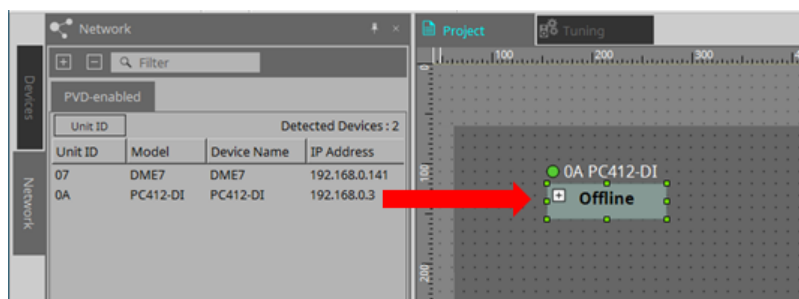 Network
Project
Tuning
Filter
100
200
300
0
Devices
PVD-enabled
Unit ID
Detected Devices : 2
Unit ID Model Device Name IP Address
07 DME7 DME7 192.168.0.141
0A PC412-DI PC412-DI 192.168.0.3
Network
100
0A PC412-DI
Offline
200